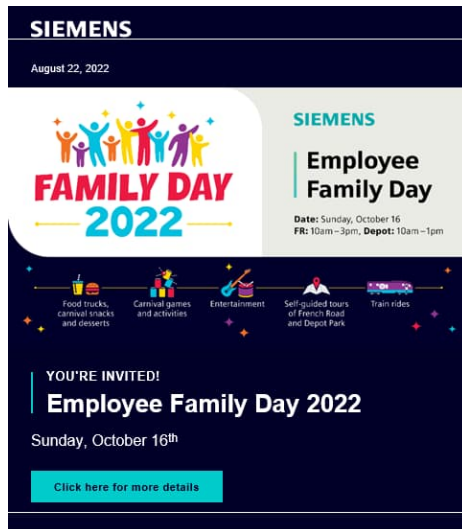 SIEMENS
August 22, 2022
FAMILY DAY
2022
SIEMENS
Employee
Family Day
Date: Sunday, October 16
FR: 10am–3pm, Depot: 10am–1pm
Food trucks,
carnival snacks
and desserts
Carnival games
and activities
Entertainment
Self-guided tours
of French Road
and Depot Park
Train rides
YOU'RE INVITED!
Employee Family Day 2022
Sunday, October 16th
Click here for more details